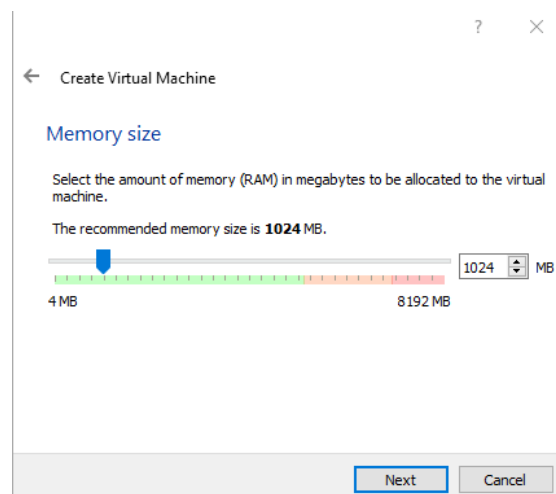 ?
Create Virtual Machine
Memory size
Select the amount of memory (RAM) in megabytes to be allocated to the virtual
machine.
The recommended memory size is 1024 MB.
1024 MB
4 MB 8192 MB
Next Cancel